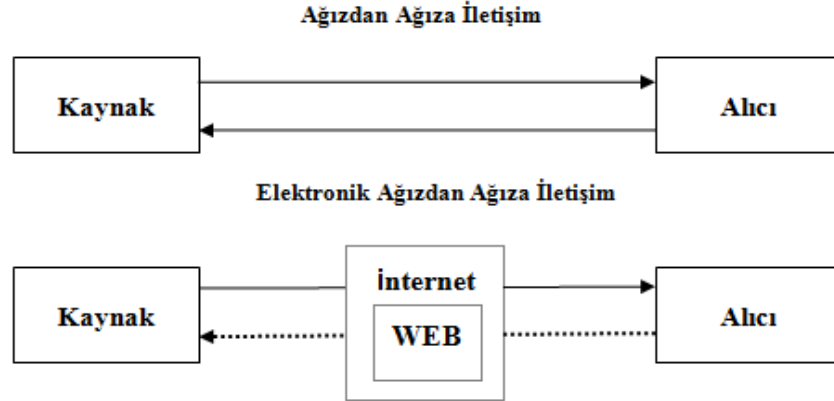 Ağızdan Ağıza İletişim
Kaynak
Alıcı
Elektronik Ağızdan Ağıza İletişim
Kaynak
İnternet
WEB
Alıcı